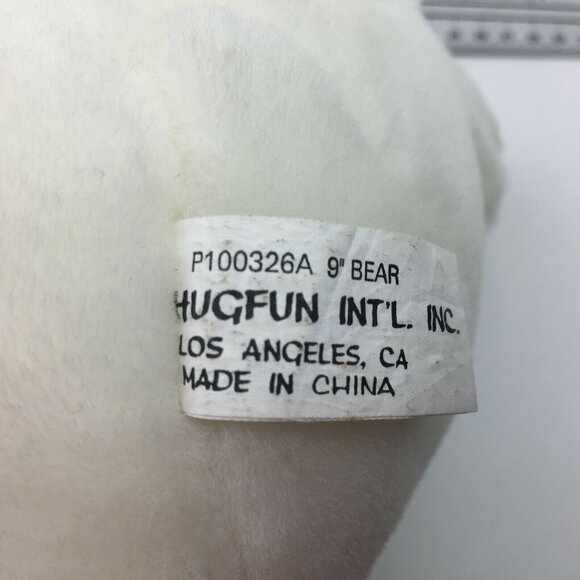 P100326A 9" BEAR
HUGFUN INT'L. INC.
LOS ANGELES, CA
MADE IN CHINA